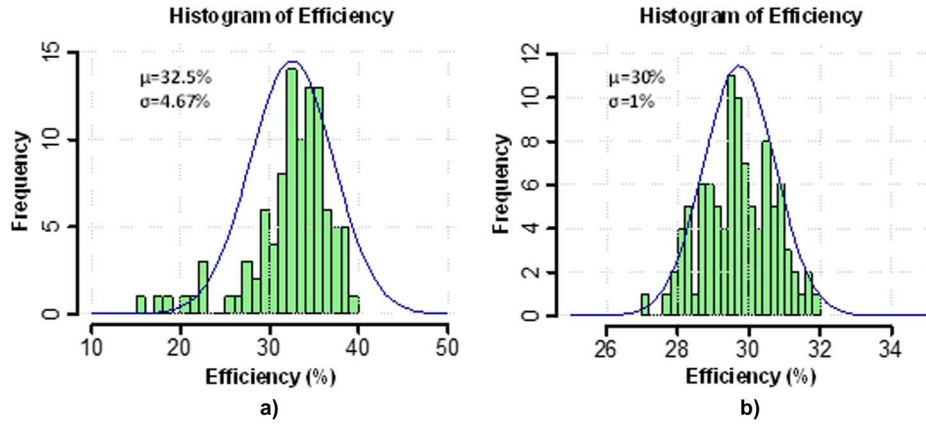 Histogram of Efficiency
μ=32.5%
σ=4.67%
Frequency
0
5
10
15
10
20
30
40
50
Efficiency (%)
a)
Histogram of Efficiency
μ=30%
σ=1%
Frequency
0
2
4
6
8
10
12
26
28
30
32
34
Efficiency (%)
b)